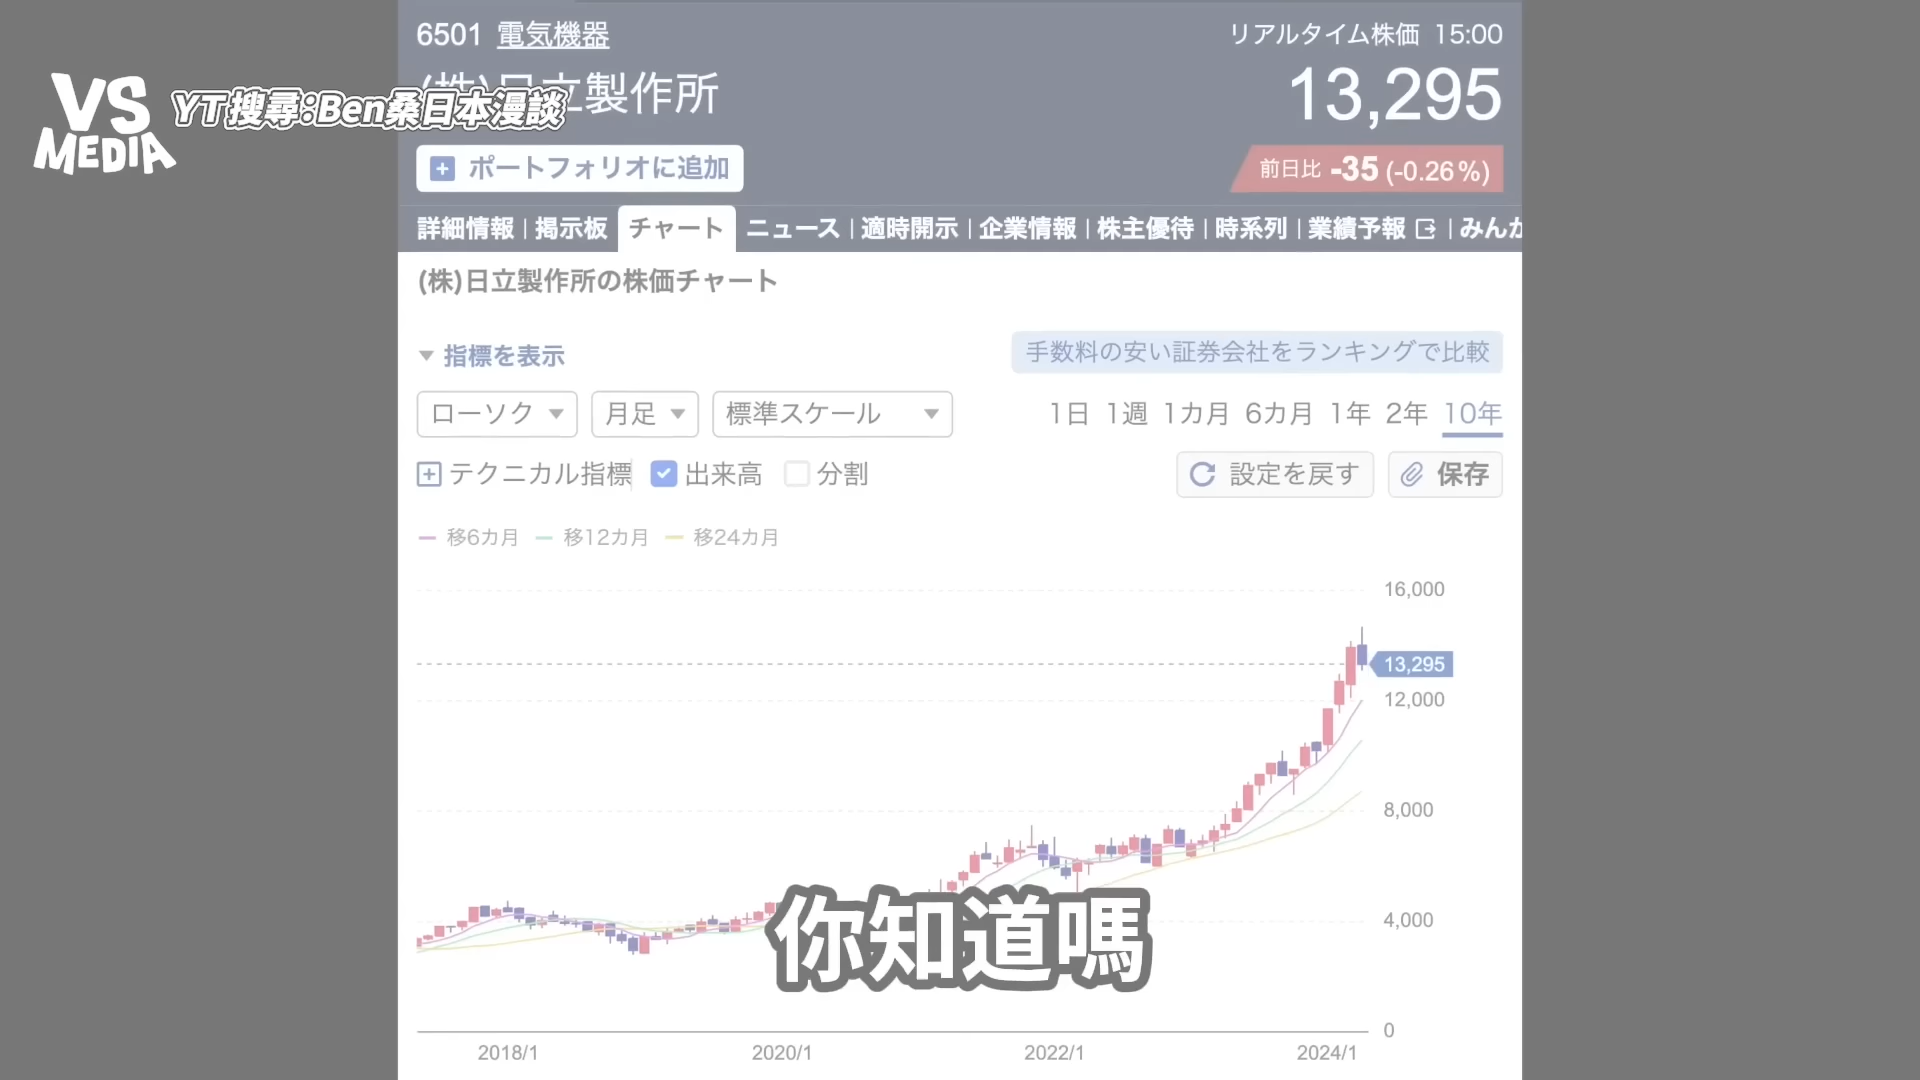 6501 電気機器
リアルタイム株価 15:00
VS
MEDIA
YT搜尋:Ben桑日本漫談
(株)日立製作所
13,295
ポートフォリオに追加
前日比 -35 (-0.26%)
詳細情報 | 掲示板 チャート ニュース | 適時開示 | 企業情報 | 株主優待 | 時系列 | 業績予報 | みんか
(株)日立製作所の株価チャート
指標を表示
手数料の安い証券会社をランキングで比較
ローソク 月足 標準スケール
1日 1週 1カ月 6カ月 1年 2年 10年
テクニカル指標 出来高 分割
設定を戻す 保存
移6カ月 移12カ月 移24カ月
16,000
13,295
12,000
8,000
4,000
你知道嗎
0
2018/1 2020/1 2022/1 2024/1